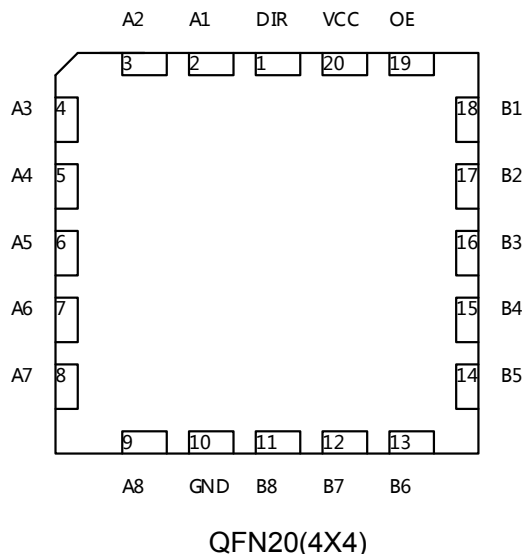 A2 A1 DIR VCC OE
3 2 1 20 19
A3 4 18 B1
A4 5 17 B2
A5 6 16 B3
A6 7 15 B4
A7 8 14 B5
9 10 11 12 13
A8 GND B8 B7 B6
QFN20(4X4)